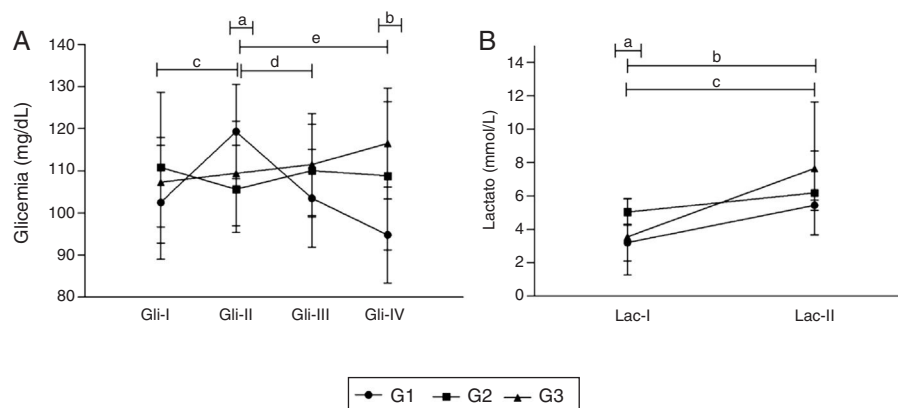 A
a
b
e
c
d
140
130
120
110
100
90
80
Glicemia (mg/dL)
Gli-I
Gli-II
Gli-III
Gli-IV
B
a
b
c
14
12
10
8
6
4
2
0
Lactato (mmol/L)
Lac-I
Lac-II
G1 G2 G3